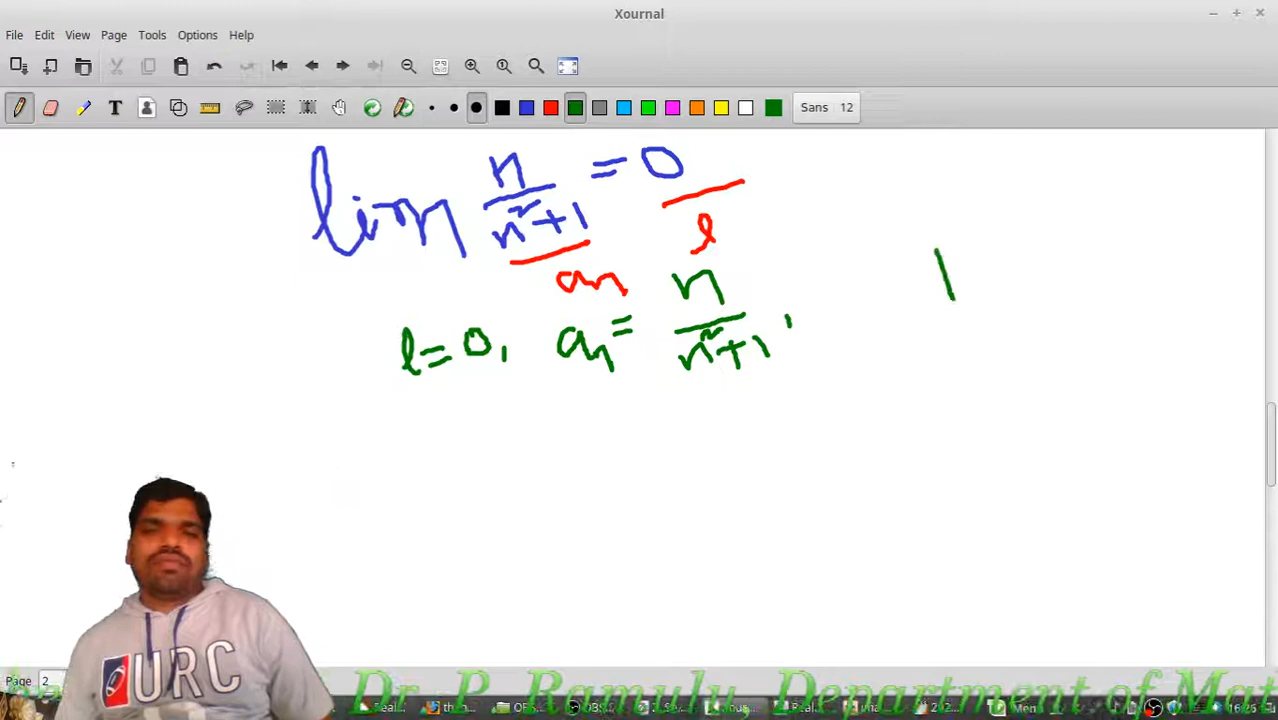 Xournal
File Edit View Page Tools Options Help
Sans 12
lim n/(n²+1) = 0
an l
l=0, an = n/(n²+1),
|
URC
Page 2
Dr. P. Ramulu, Department of Mat